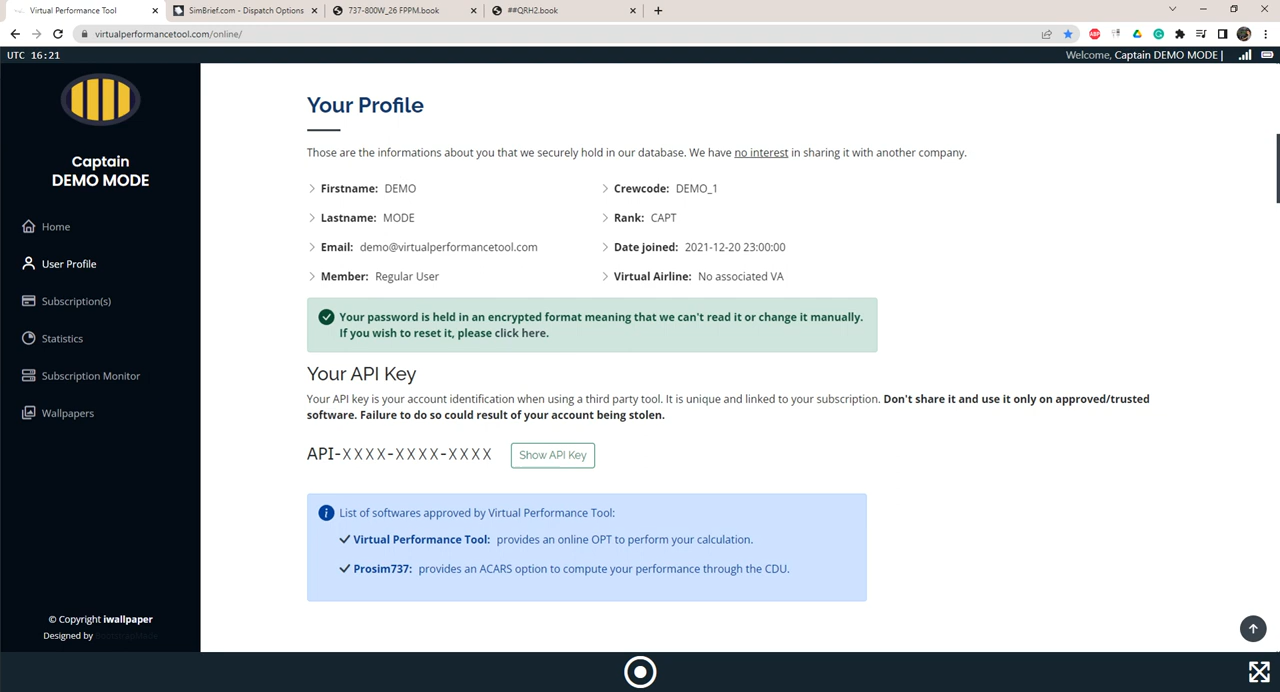 Virtual Performance Tool
SimBrief.com - Dispatch Options
737-800W_26 FPPM.book
##QRH2.book
virtualperformancetool.com/online/
ABP
UTC 16:21
Welcome, Captain DEMO MODE |
Captain
DEMO MODE
Home
User Profile
Subscription(s)
Statistics
Subscription Monitor
Wallpapers
© Copyright iwallpaper
Designed by BootstrapMade
Your Profile
Those are the informations about you that we securely hold in our database. We have no interest in sharing it with another company.
Firstname: DEMO
Crewcode: DEMO_1
Lastname: MODE
Rank: CAPT
Email: demo@virtualperformancetool.com
Date joined: 2021-12-20 23:00:00
Member: Regular User
Virtual Airline: No associated VA
Your password is held in an encrypted format meaning that we can't read it or change it manually.
If you wish to reset it, please click here.
Your API Key
Your API key is your account identification when using a third party tool. It is unique and linked to your subscription. Don't share it and use it only on approved/trusted
software. Failure to do so could result of your account being stolen.
API-XXXX-XXXX-XXXX
Show API Key
List of softwares approved by Virtual Performance Tool:
Virtual Performance Tool: provides an online OPT to perform your calculation.
Prosim737: provides an ACARS option to compute your performance through the CDU.